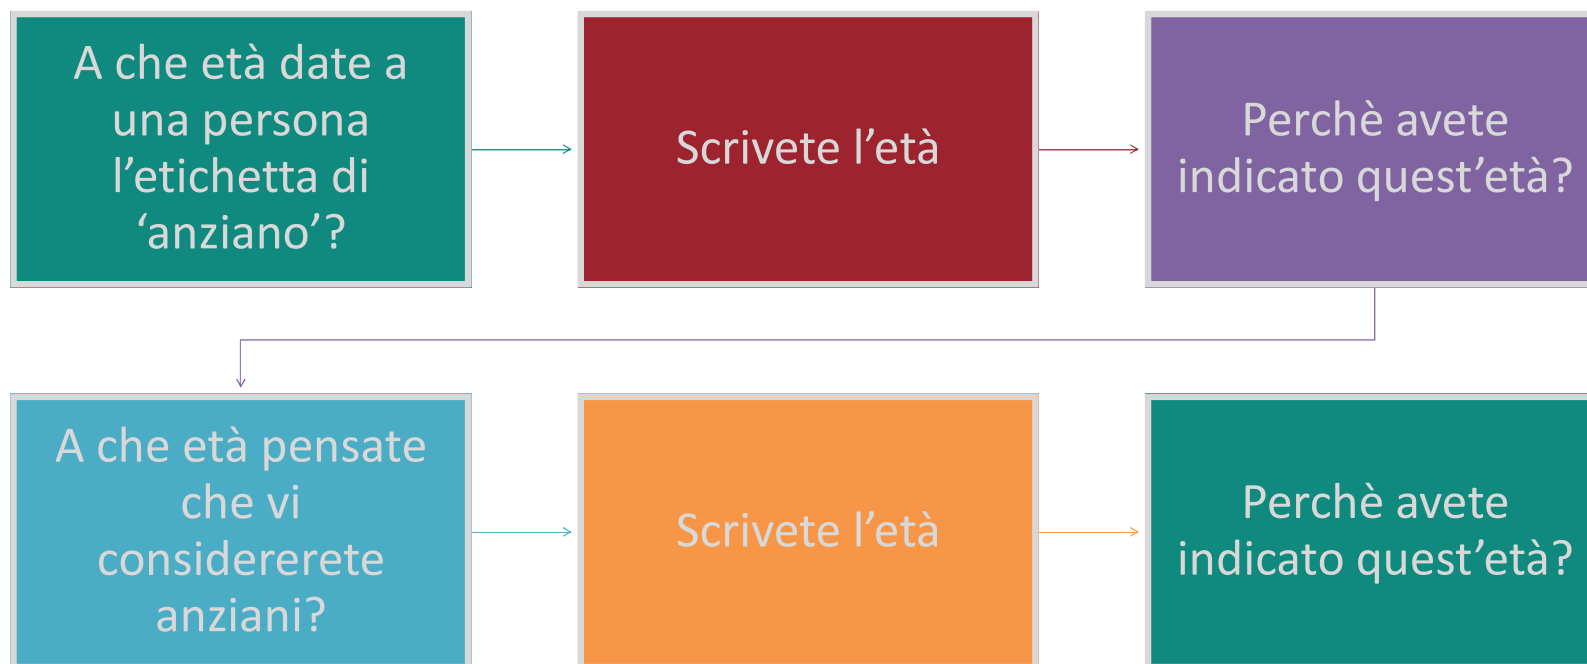 A che età date a
una persona
l’etichetta di
‘anziano’?
Scrivete l’età
Perchè avete
indicato quest’età?
A che età pensate
che vi
considererete
anziani?
Scrivete l’età
Perchè avete
indicato quest’età?